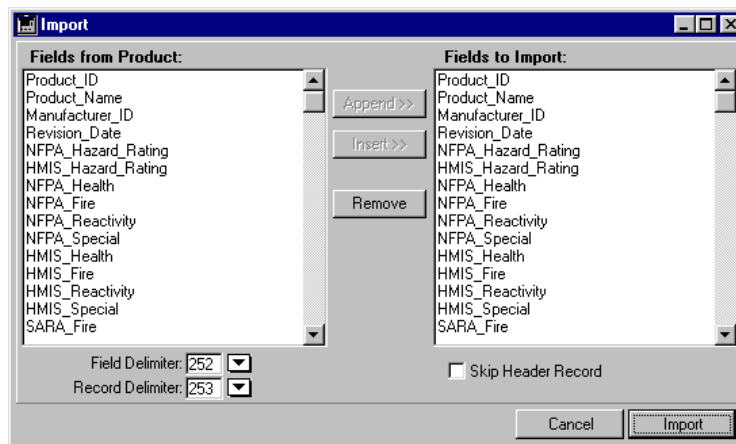 Import
Fields from Product:
Product_ID
Product_Name
Manufacturer_ID
Revision_Date
NFPA_Hazard_Rating
HMIS_Hazard_Rating
NFPA_Health
NFPA_Fire
NFPA_Reactivity
NFPA_Special
HMIS_Health
HMIS_Fire
HMIS_Reactivity
HMIS_Special
SARA_Fire
Field Delimiter: 252
Record Delimiter: 253
Append >>
Insert >>
Remove
Fields to Import:
Product_ID
Product_Name
Manufacturer_ID
Revision_Date
NFPA_Hazard_Rating
HMIS_Hazard_Rating
NFPA_Health
NFPA_Fire
NFPA_Reactivity
NFPA_Special
HMIS_Health
HMIS_Fire
HMIS_Reactivity
HMIS_Special
SARA_Fire
Skip Header Record
Cancel
Import